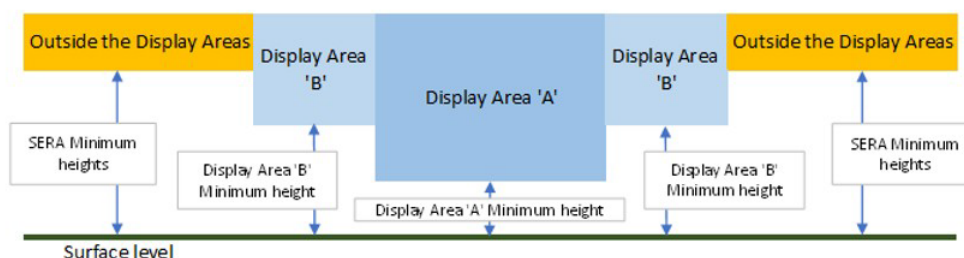 Outside the Display Areas
Display Area
'B'
Display Area 'A'
Display Area
'B'
Outside the Display Areas
SERA Minimum
heights
Display Area 'B'
Minimum height
Display Area 'A' Minimum height
Display Area 'B'
Minimum height
SERA Minimum
heights
Surface level